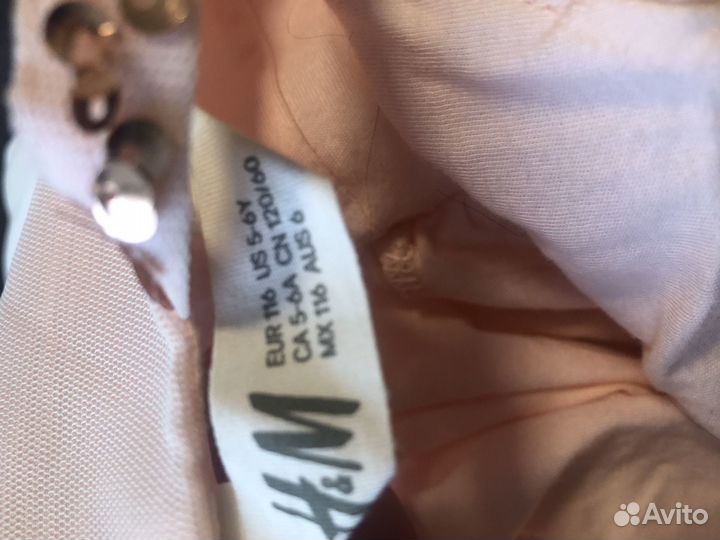 EUR 116 US 5-6Y
CA 5-6A CN 120/60
MX 116 AUS 6
H&M
Avito